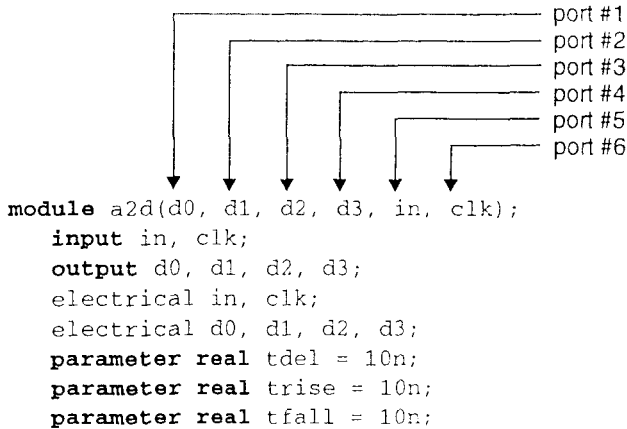 port #1
port #2
port #3
port #4
port #5
port #6
module a2d(d0, d1, d2, d3, in, clk);
input in, clk;
output d0, d1, d2, d3;
electrical in, clk;
electrical d0, d1, d2, d3;
parameter real tdel = 10n;
parameter real trise = 10n;
parameter real tfall = 10n;